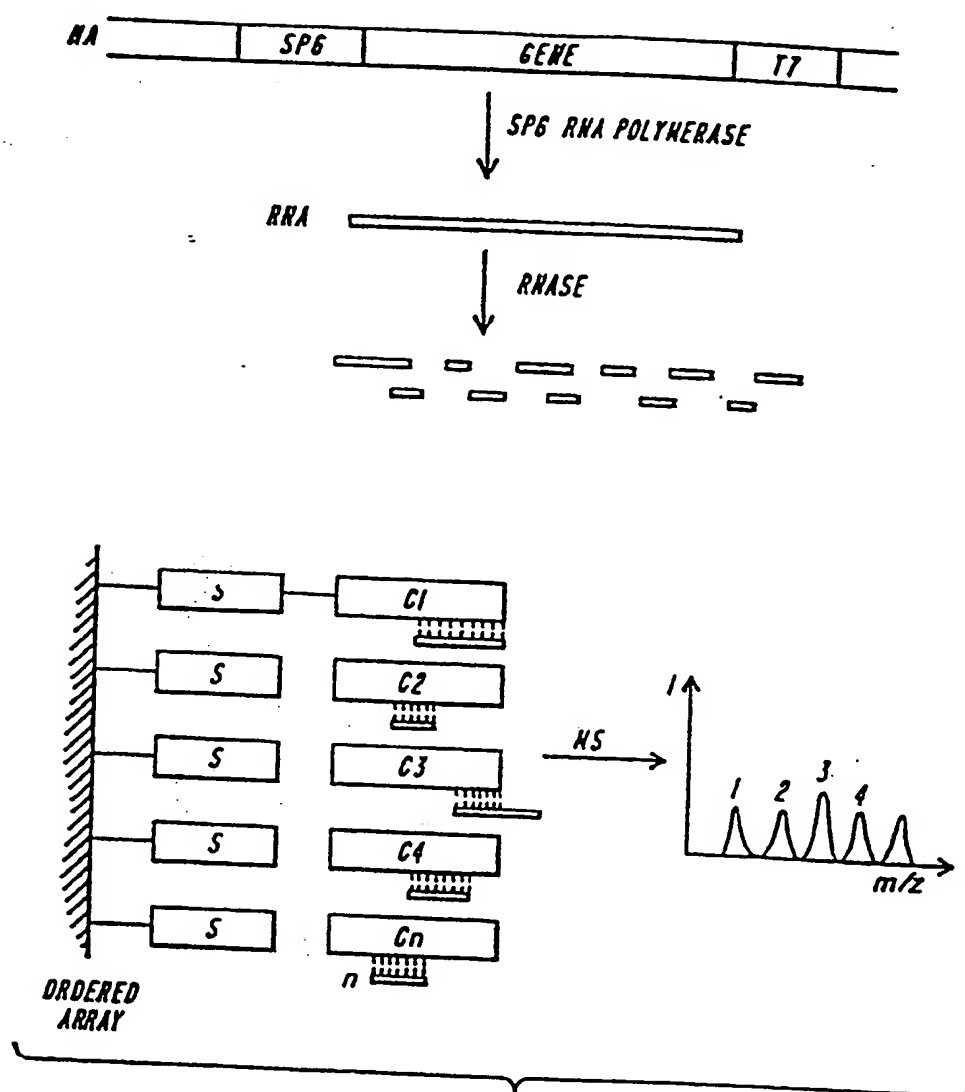 NA SP6 GENE T7
SP6 RNA POLYMERASE
RNA
RNASE
S C1
S C2
S C3
S C4
S Cn
n
ORDERED
ARRAY
MS
I
1 2 3 4
m/z